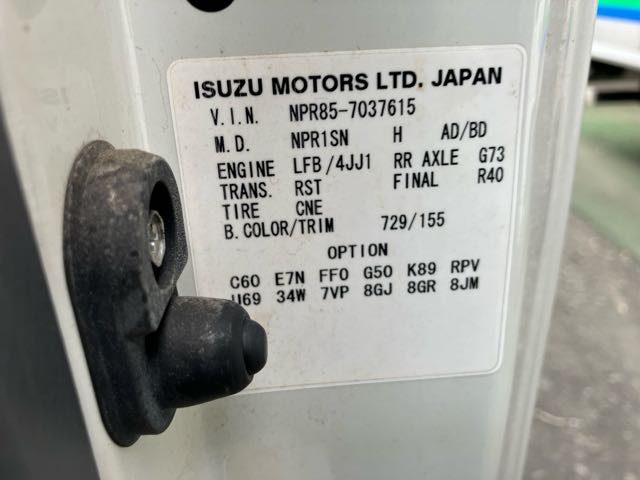 ISUZU MOTORS LTD. JAPAN
V.I.N. NPR85-7037615
M.D. NPR1SN H AD/BD
ENGINE LFB/4JJ1 RR AXLE G73
TRANS. RST FINAL R40
TIRE CNE
B.COLOR/TRIM 729/155
OPTION
C60 E7N FF0 G50 K89 RPV
U69 34W 7VP 8GJ 8GR 8JM